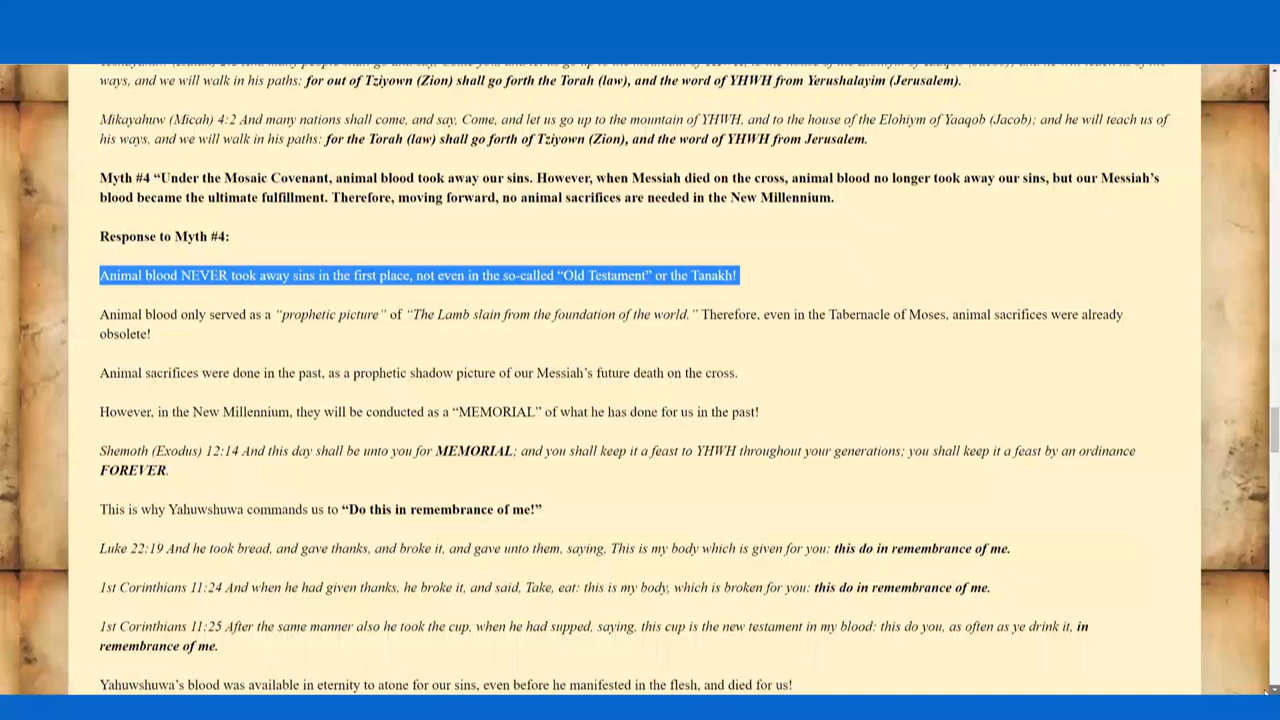 ways, and we will walk in his paths: for out of Tziyown (Zion) shall go forth the Torah (law), and the word of YHWH from Yerushalayim (Jerusalem).
Mikayahuw (Micah) 4:2 And many nations shall come, and say, Come, and let us go up to the mountain of YHWH, and to the house of the Elohiym of Yaaqob (Jacob); and he will teach us of
his ways, and we will walk in his paths: for the Torah (law) shall go forth of Tziyown (Zion), and the word of YHWH from Jerusalem.
Myth #4 “Under the Mosaic Covenant, animal blood took away our sins. However, when Messiah died on the cross, animal blood no longer took away our sins, but our Messiah’s
blood became the ultimate fulfillment. Therefore, moving forward, no animal sacrifices are needed in the New Millennium.
Response to Myth #4:
Animal blood NEVER took away sins in the first place, not even in the so-called “Old Testament” or the Tanakh!
Animal blood only served as a “prophetic picture” of “The Lamb slain from the foundation of the world.” Therefore, even in the Tabernacle of Moses, animal sacrifices were already
obsolete!
Animal sacrifices were done in the past, as a prophetic shadow picture of our Messiah’s future death on the cross.
However, in the New Millennium, they will be conducted as a “MEMORIAL” of what he has done for us in the past!
Shemoth (Exodus) 12:14 And this day shall be unto you for MEMORIAL; and you shall keep it a feast to YHWH throughout your generations; you shall keep it a feast by an ordinance
FOREVER.
This is why Yahuwshuwa commands us to “Do this in remembrance of me!”
Luke 22:19 And he took bread, and gave thanks, and broke it, and gave unto them, saying, This is my body which is given for you: this do in remembrance of me.
1st Corinthians 11:24 And when he had given thanks, he broke it, and said, Take, eat: this is my body, which is broken for you: this do in remembrance of me.
1st Corinthians 11:25 After the same manner also he took the cup, when he had supped, saying, this cup is the new testament in my blood: this do you, as often as ye drink it, in
remembrance of me.
Yahuwshuwa’s blood was available in eternity to atone for our sins, even before he manifested in the flesh, and died for us!